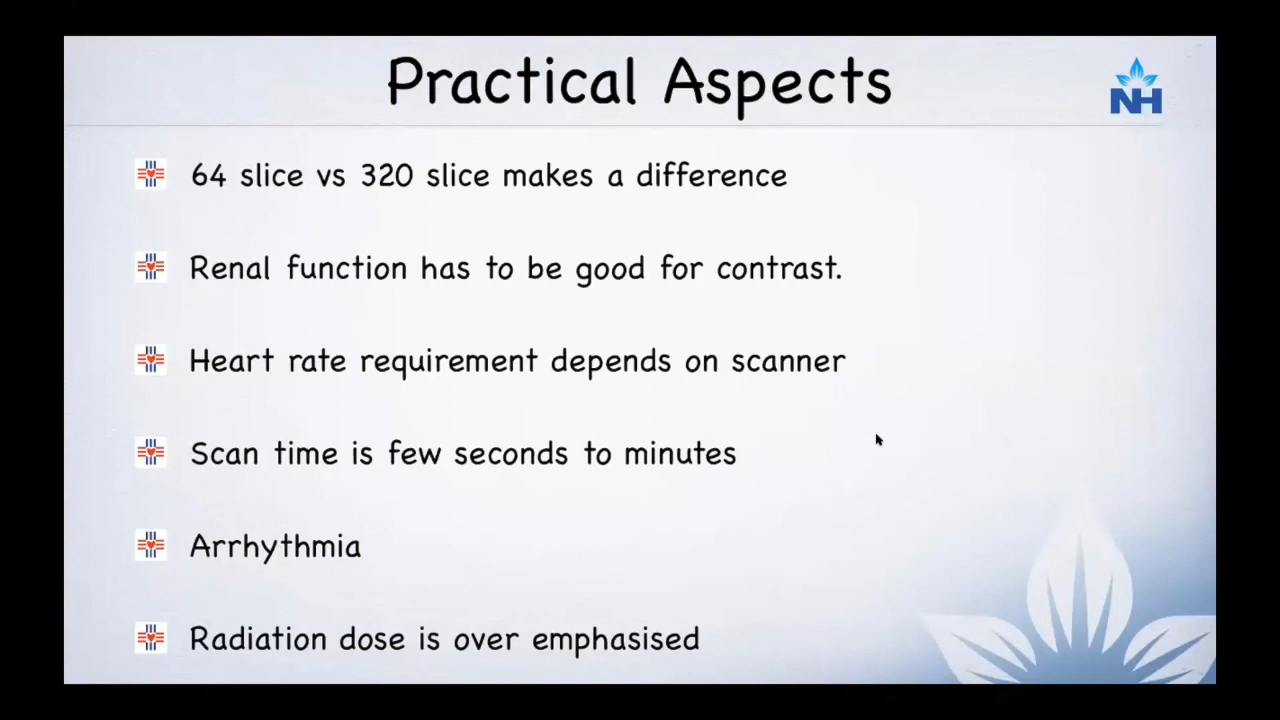 Practical Aspects
NH
64 slice vs 320 slice makes a difference
Renal function has to be good for contrast.
Heart rate requirement depends on scanner
Scan time is few seconds to minutes
Arrhythmia
Radiation dose is over emphasised